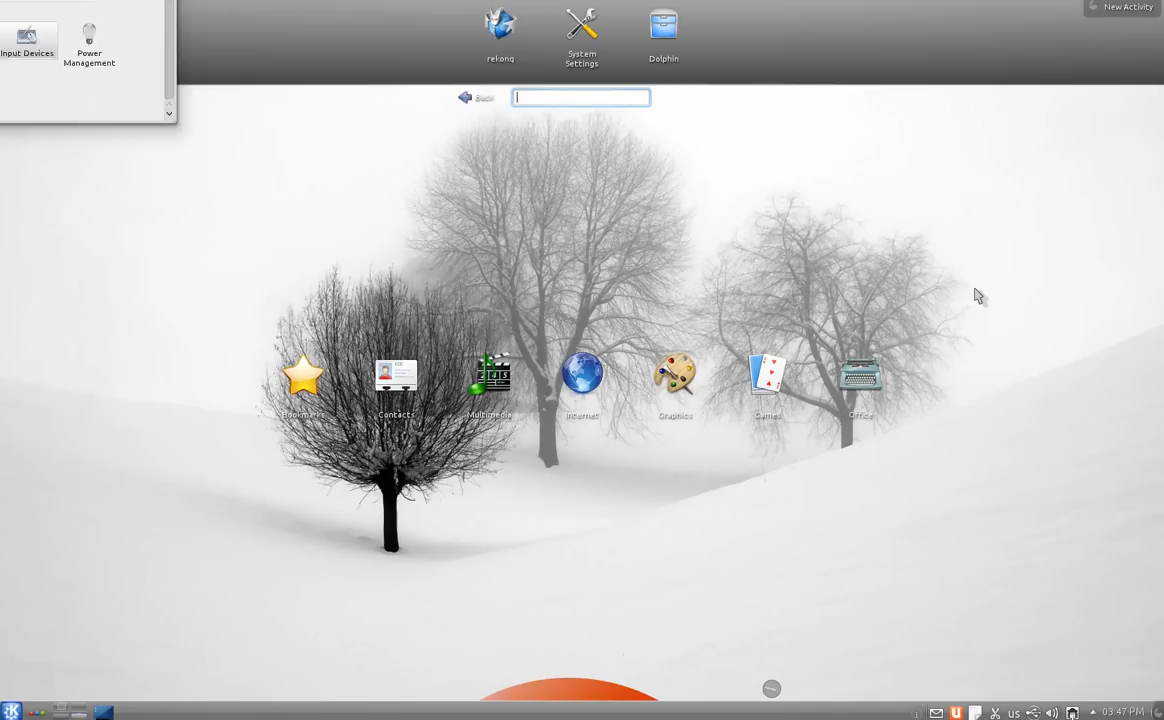 New Activity
Input Devices
Power
Management
rekonq
System
Settings
Dolphin
Back
Bookmarks
Contacts
Multimedia
Internet
Graphics
Games
Office
us
03:47 PM